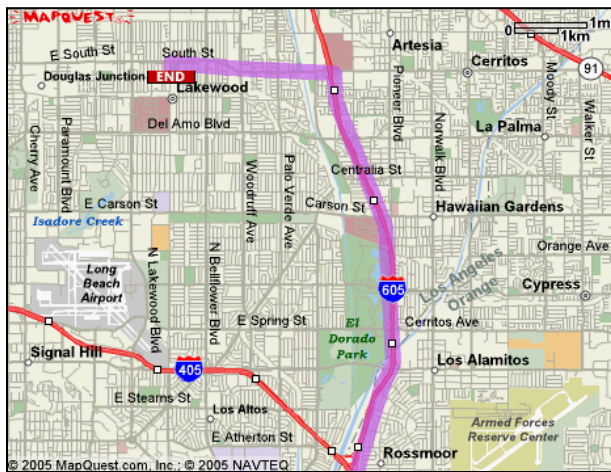 MAPQUEST
1m
1km
E South St
South St
Artesia
Cerritos
91
Douglas Junction
END
Lakewood
Del Amo Blvd
Pioneer Blvd
Norwalk Blvd
Moody St
Walker St
La Palma
Cherry Ave
Paramount Blvd
Woodruff Ave
Palo Verde Ave
Centralia St
E Carson St
Carson St
Hawaiian Gardens
Isadore Creek
Orange Ave
Long
Beach
Airport
N Lakewood Blvd
N Bellflower Blvd
605
Los Angeles
Orange
Cypress
E Spring St
El
Dorado
Park
Cerritos Ave
Signal Hill
405
Los Alamitos
E Stearns St
Los Altos
E Atherton St
Armed Forces
Reserve Center
Rossmoor
© 2005 MapQuest.com, Inc.; © 2005 NAVTEQ